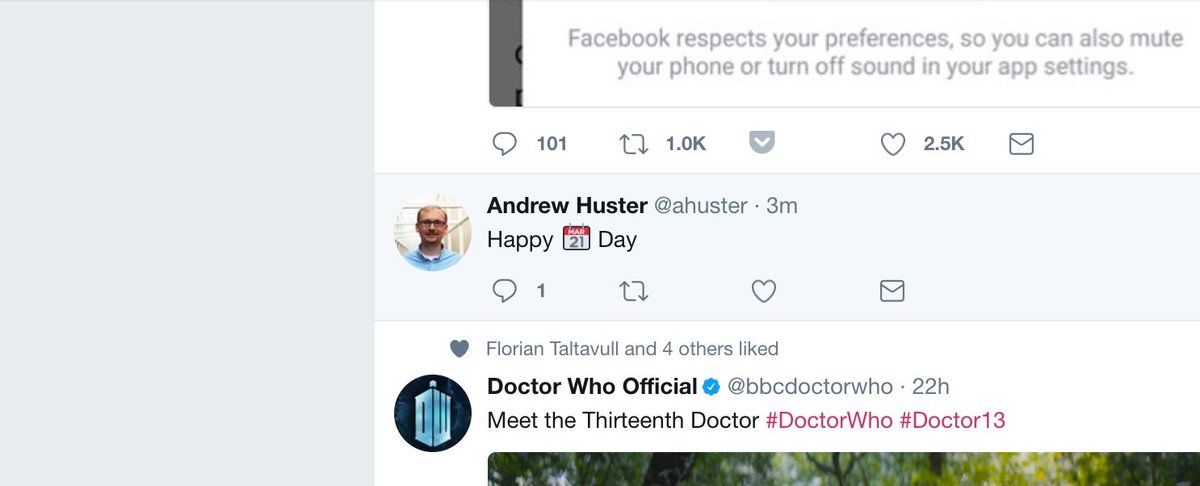 Facebook respects your preferences, so you can also mute
your phone or turn off sound in your app settings.
101 1.0K 2.5K
Andrew Huster @ahuster · 3m
Happy MAR 21 Day
1
Florian Taltavull and 4 others liked
Doctor Who Official @bbcdoctorwho · 22h
DW
Meet the Thirteenth Doctor #DoctorWho #Doctor13